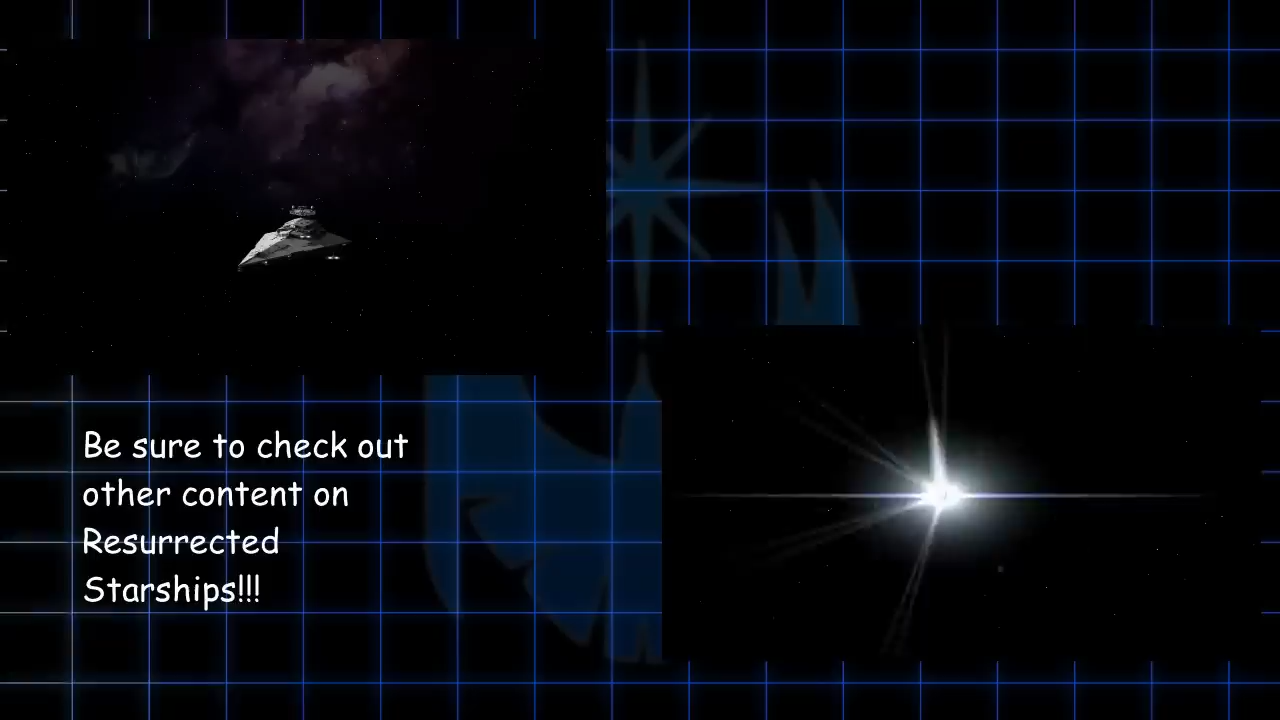 Be sure to check out
other content on
Resurrected
Starships!!!